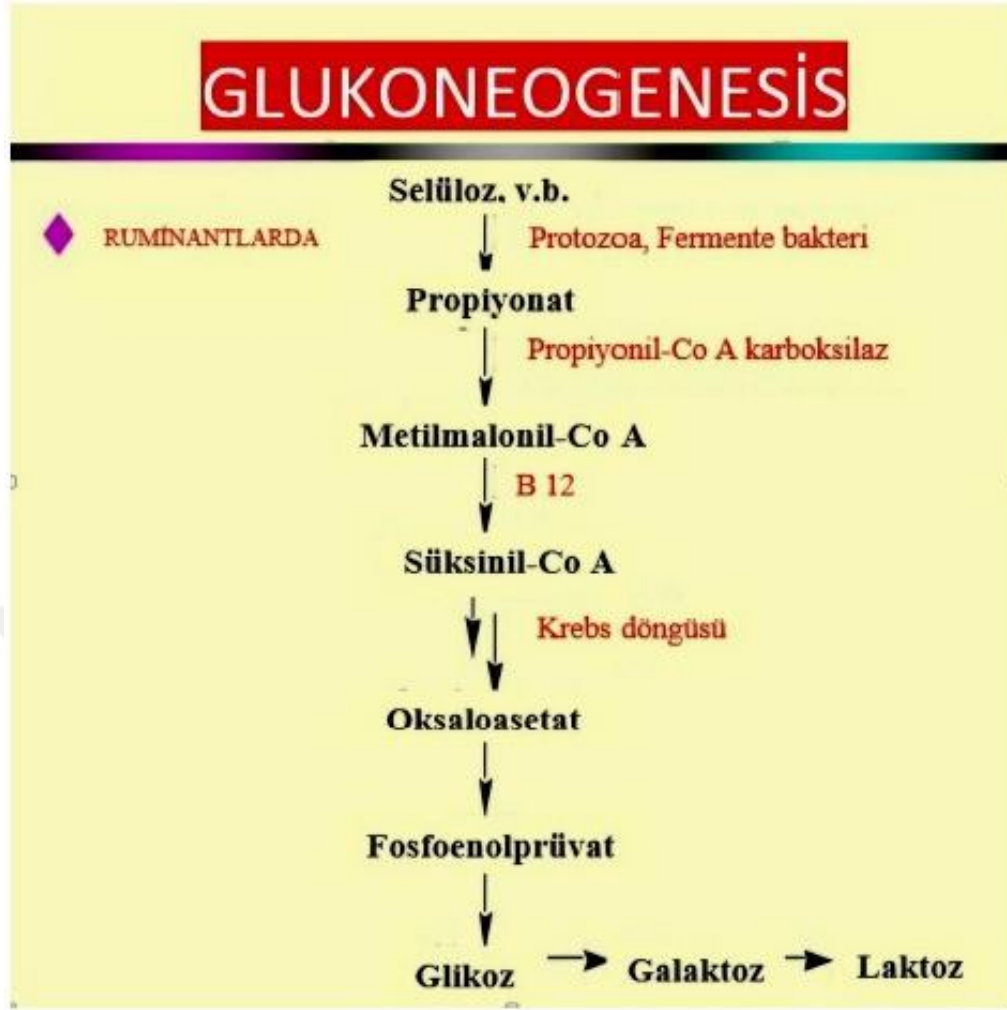 GLUKONEOGENESİS
Selüloz, v.b.
RUMİNANTLARDA
Protozoa, Fermente bakteri
Propiyonat
Propiyonil-Co A karboksilaz
Metilmalonil-Co A
B 12
Süksinil-Co A
Krebs döngüsü
Oksaloasetat
Fosfoenolprüvat
Glikoz
Galaktoz
Laktoz